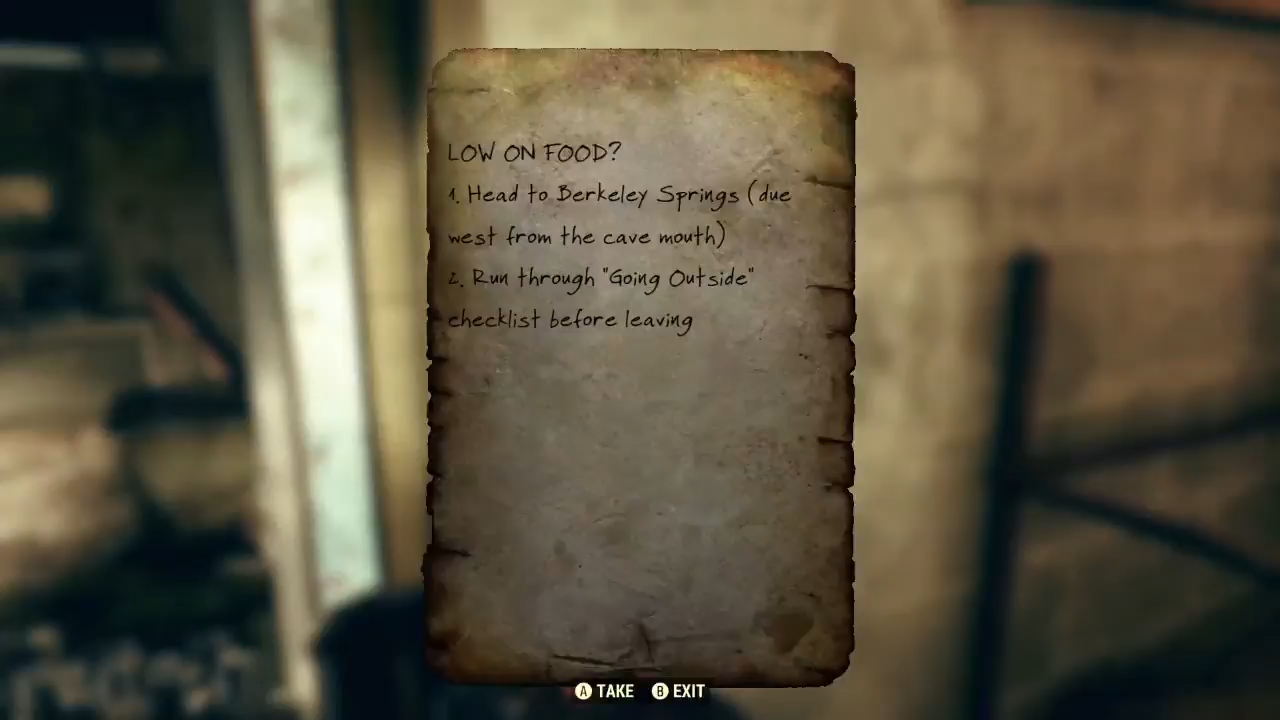 LOW ON FOOD?
1. Head to Berkeley Springs (due
west from the cave mouth)
2. Run through "Going Outside"
checklist before leaving
A TAKE B EXIT